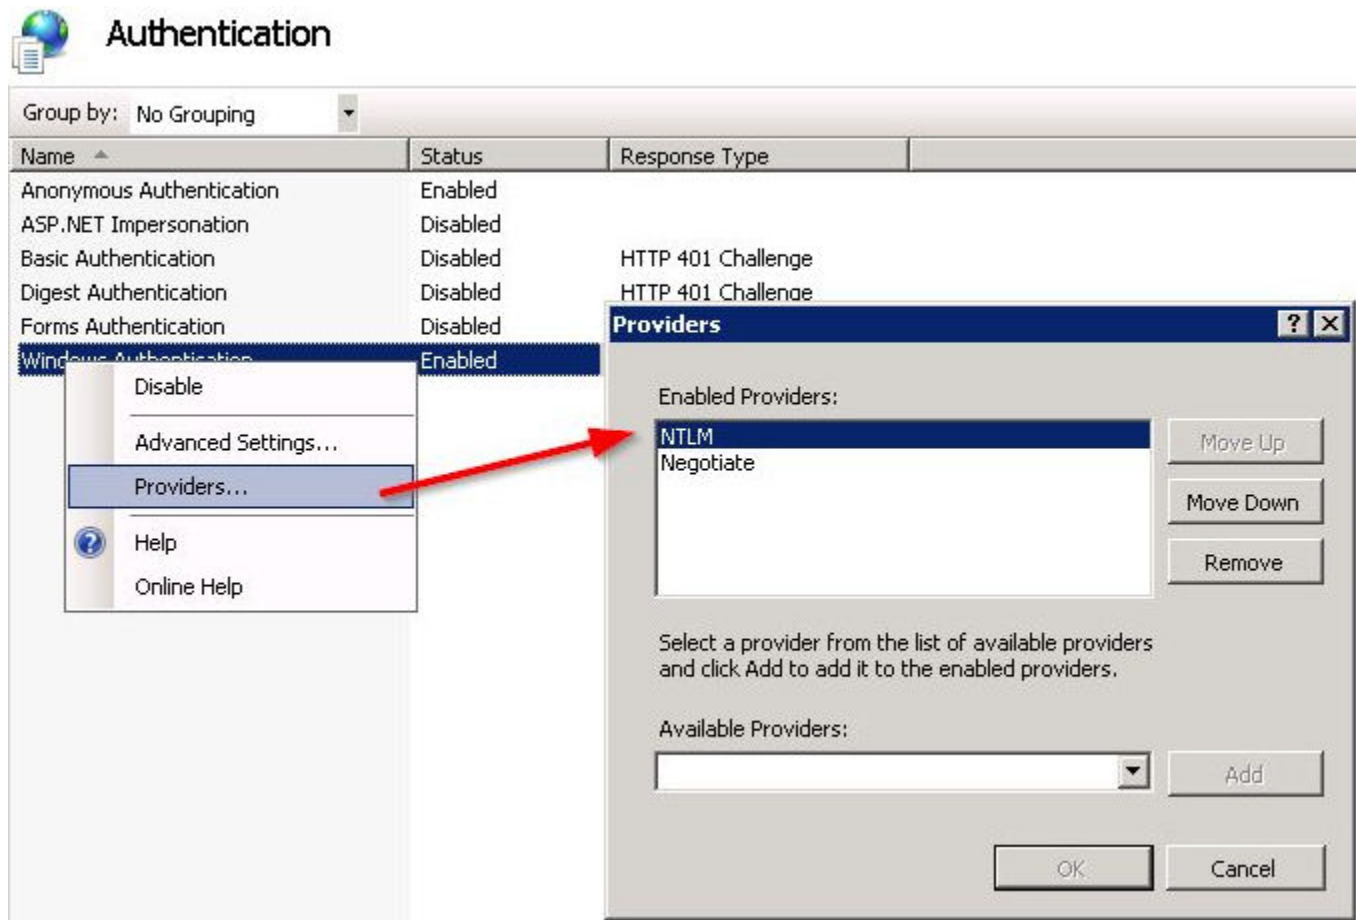 Authentication
Group by: No Grouping
Name Status Response Type
Anonymous Authentication Enabled
ASP.NET Impersonation Disabled
Basic Authentication Disabled HTTP 401 Challenge
Digest Authentication Disabled HTTP 401 Challenge
Forms Authentication Disabled
Windows Authentication Enabled
Disable
Advanced Settings...
Providers...
Help
Online Help
Providers
Enabled Providers:
NTLM
Negotiate
Move Up
Move Down
Remove
Select a provider from the list of available providers
and click Add to add it to the enabled providers.
Available Providers:
Add
OK Cancel